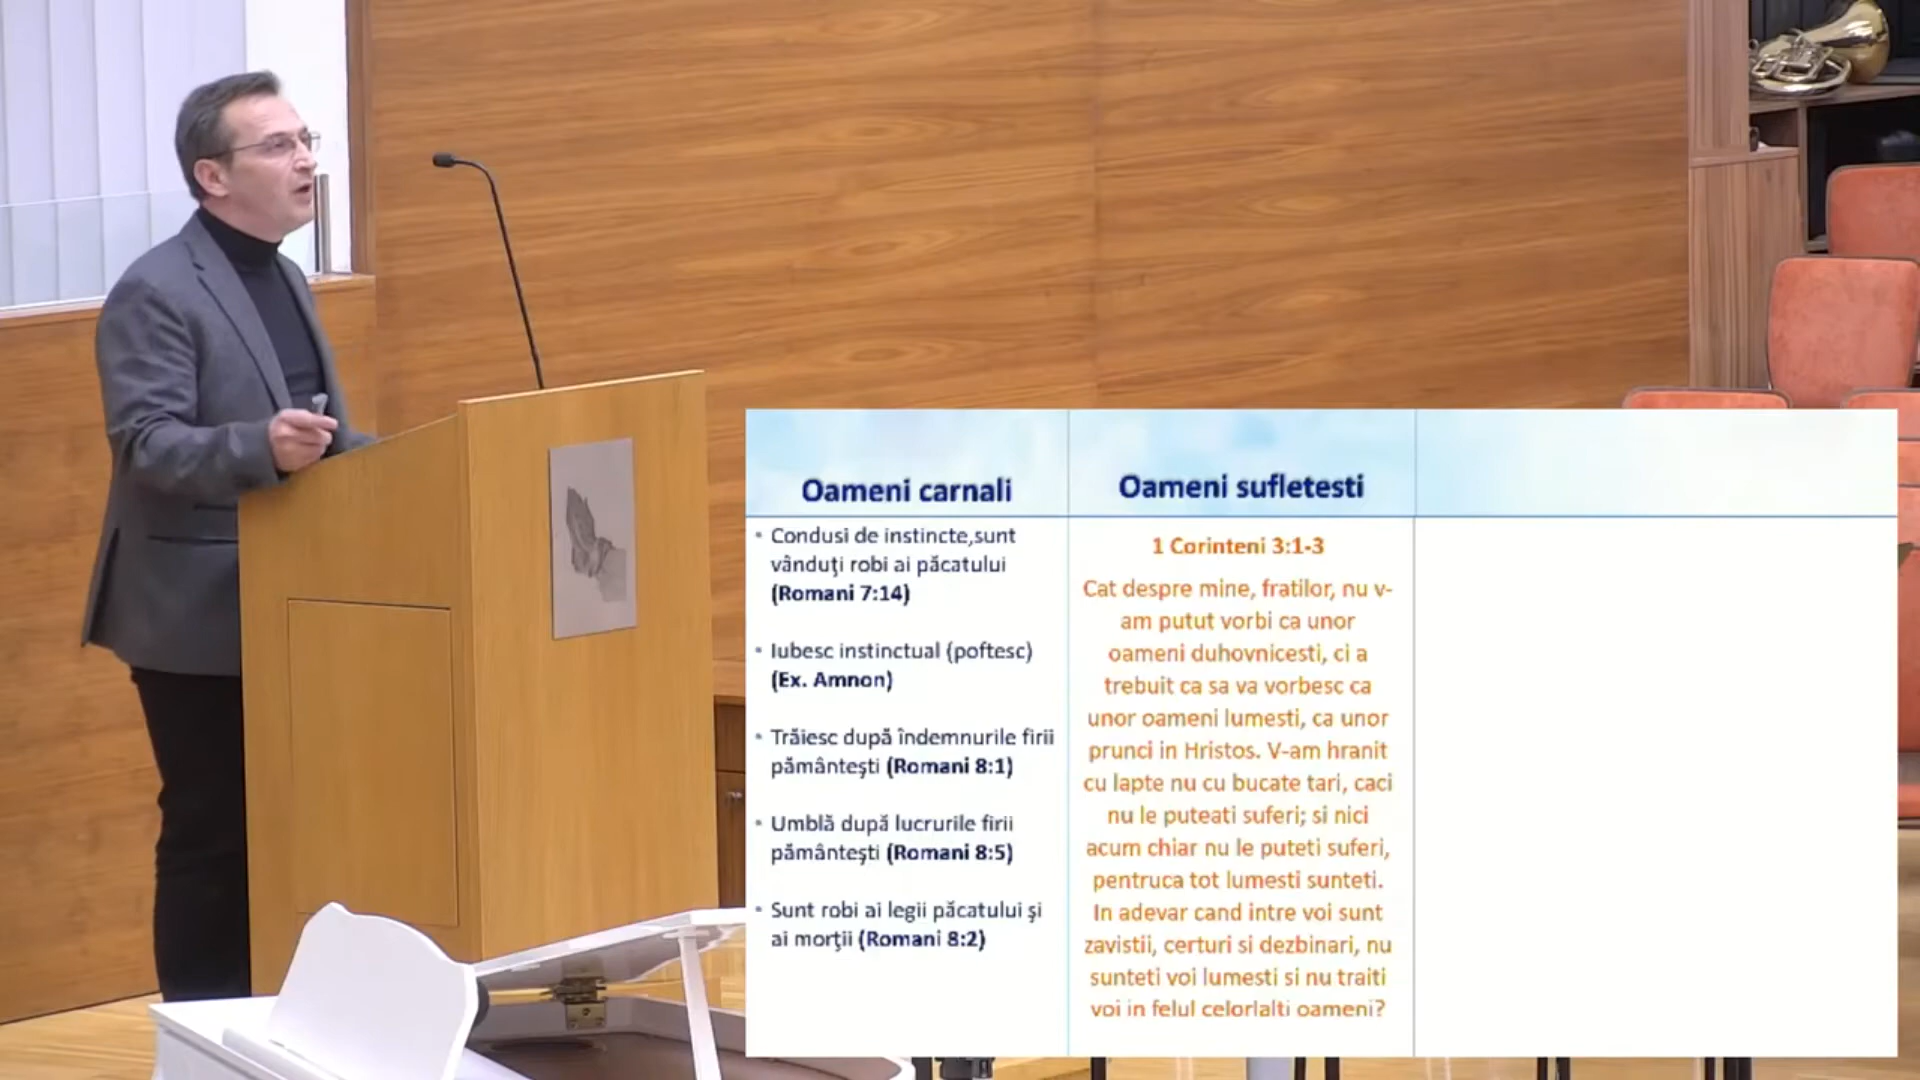 Oameni carnali
• Condusi de instincte,sunt
vânduţi robi ai păcatului
(Romani 7:14)
• Iubesc instinctual (poftesc)
(Ex. Amnon)
• Trăiesc după îndemnurile firii
pământeşti (Romani 8:1)
• Umblă după lucrurile firii
pământeşti (Romani 8:5)
• Sunt robi ai legii păcatului şi
ai morţii (Romani 8:2)
Oameni sufletesti
1 Corinteni 3:1-3
Cat despre mine, fratilor, nu v-
am putut vorbi ca unor
oameni duhovnicesti, ci a
trebuit ca sa va vorbesc ca
unor oameni lumesti, ca unor
prunci in Hristos. V-am hranit
cu lapte nu cu bucate tari, caci
nu le puteati suferi; si nici
acum chiar nu le puteti suferi,
pentruca tot lumesti sunteti.
In adevar cand intre voi sunt
zavistii, certuri si dezbinari, nu
sunteti voi lumesti si nu traiti
voi in felul celorlalti oameni?